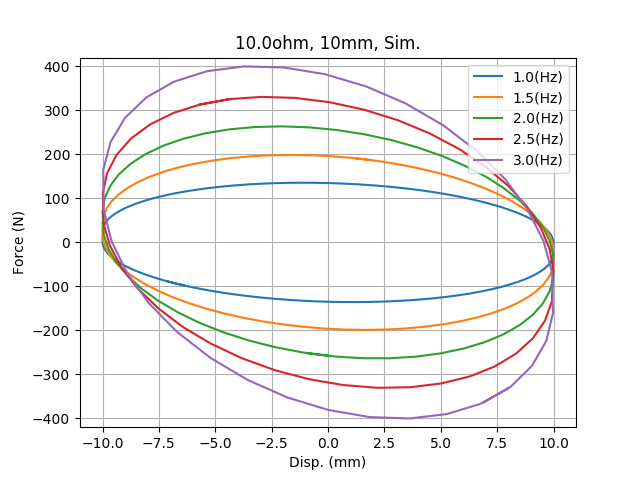 10.0ohm, 10mm, Sim.
1.0(Hz)
1.5(Hz)
2.0(Hz)
2.5(Hz)
3.0(Hz)
Force (N)
400
300
200
100
0
−100
−200
−300
−400
−10.0 −7.5 −5.0 −2.5 0.0 2.5 5.0 7.5 10.0
Disp. (mm)